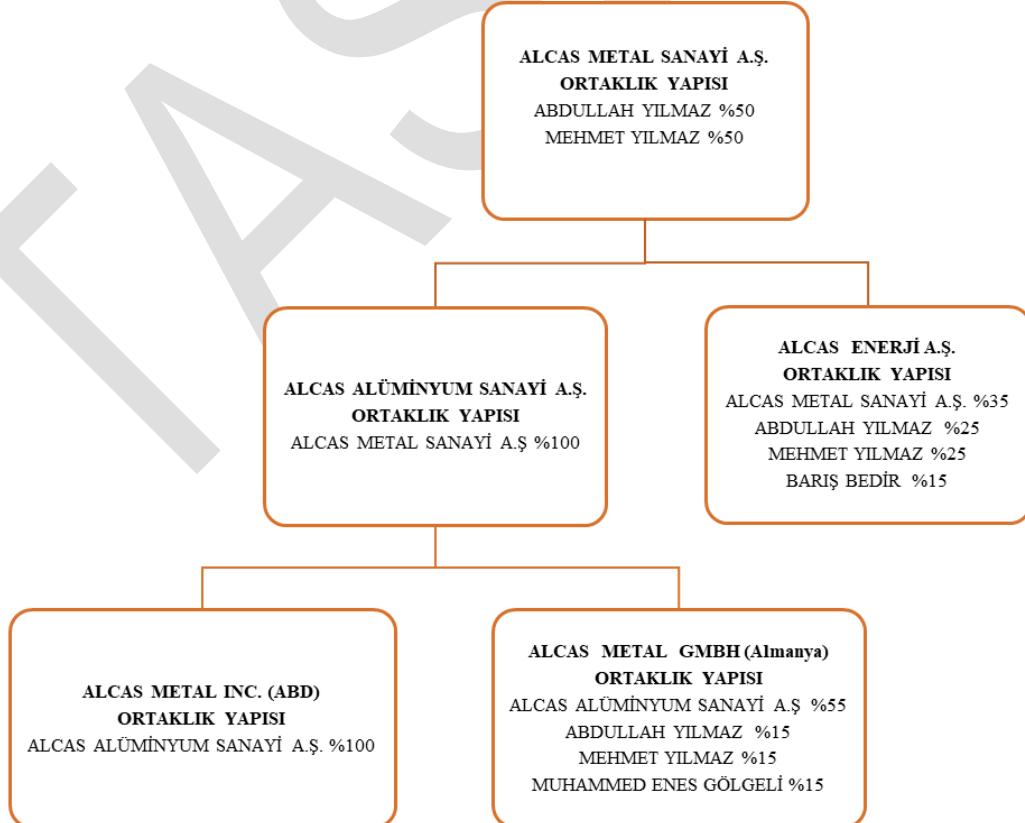 ALCAS METAL SANAYİ A.Ş.
ORTAKLIK YAPISI
ABDULLAH YILMAZ %50
MEHMET YILMAZ %50
ALCAS ALÜMİNYUM SANAYİ A.Ş.
ORTAKLIK YAPISI
ALCAS METAL SANAYİ A.Ş %100
ALCAS ENERJİ A.Ş.
ORTAKLIK YAPISI
ALCAS METAL SANAYİ A.Ş. %35
ABDULLAH YILMAZ %25
MEHMET YILMAZ %25
BARIŞ BEDİR %15
ALCAS METAL INC. (ABD)
ORTAKLIK YAPISI
ALCAS ALÜMİNYUM SANAYİ A.Ş. %100
ALCAS METAL GMBH (Almanya)
ORTAKLIK YAPISI
ALCAS ALÜMİNYUM SANAYİ A.Ş %55
ABDULLAH YILMAZ %15
MEHMET YILMAZ %15
MUHAMMED ENES GÖLGELİ %15